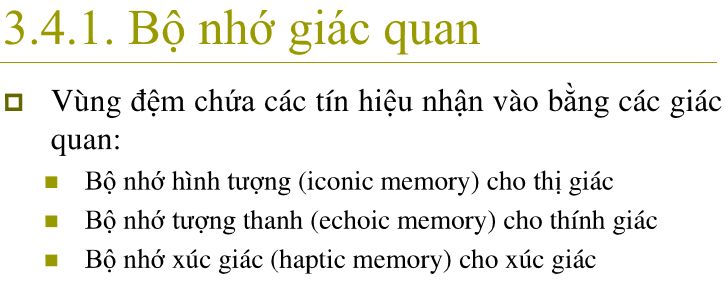 3.4.1. Bộ nhớ giác quan
Vùng đệm chứa các tín hiệu nhận vào bằng các giác
quan:
Bộ nhớ hình tượng (iconic memory) cho thị giác
Bộ nhớ tượng thanh (echoic memory) cho thính giác
Bộ nhớ xúc giác (haptic memory) cho xúc giác